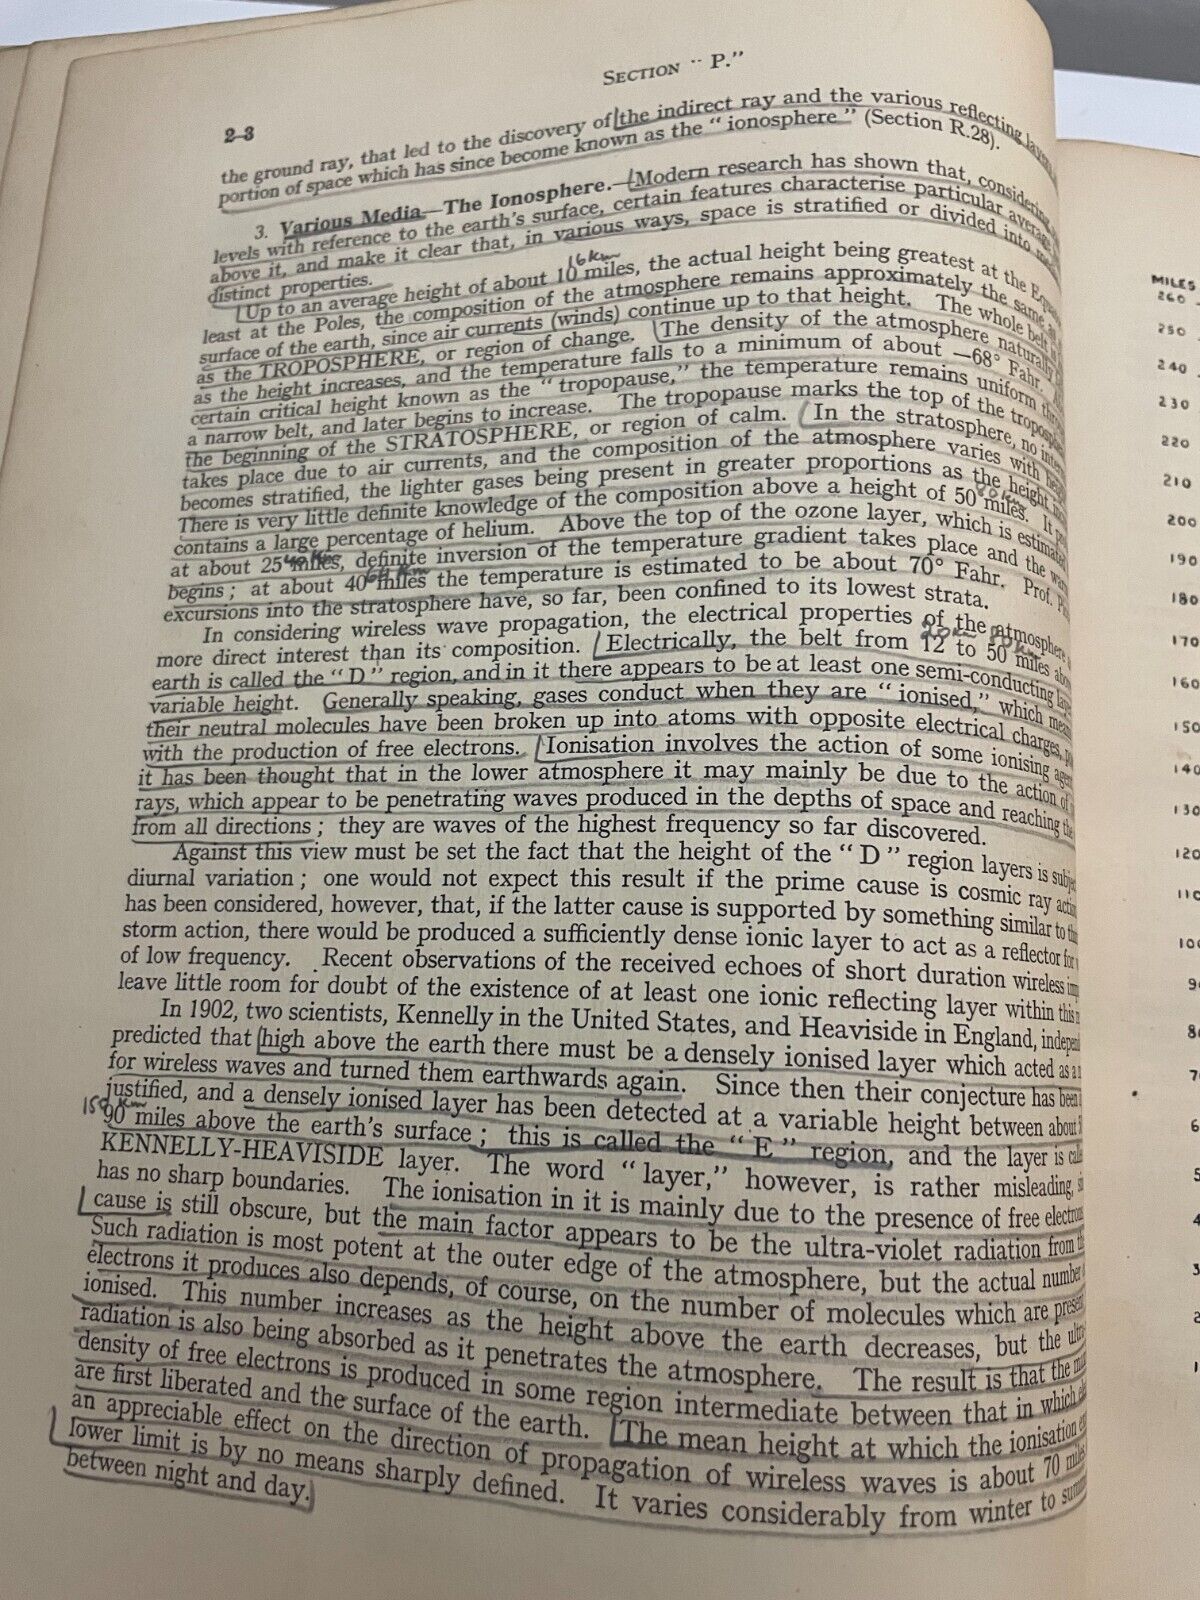 SECTION “ P.”
2–3
the ground ray, that led to the discovery of the indirect ray and the various reflecting
portion of space which has since become known as the “ ionosphere ” (Section R.28).
3. Various Media—The Ionosphere.—Modern research has shown that, considering
levels with reference to the earth's surface, certain features characterise particular average
above it, and make it clear that, in various ways, space is stratified or divided into
distinct properties.
16 km
Up to an average height of about 10 miles, the actual height being greatest at the
least at the Poles, the composition of the atmosphere remains approximately the same
surface of the earth, since air currents (winds) continue up to that height. The whole belt is
as the TROPOSPHERE, or region of change. The density of the atmosphere naturally
as the height increases, and the temperature falls to a minimum of about —68° Fahr.
certain critical height known as the “ tropopause,” the temperature remains uniform
a narrow belt, and later begins to increase. The tropopause marks the top of the
the beginning of the STRATOSPHERE, or region of calm. In the stratosphere, no
takes place due to air currents, and the composition of the atmosphere varies with
becomes stratified, the lighter gases being present in greater proportions as the height
There is very little definite knowledge of the composition above a height of 50 miles. It
contains a large percentage of helium. Above the top of the ozone layer, which is
at about 25 miles, definite inversion of the temperature gradient takes place and the
begins ; at about 40 miles the temperature is estimated to be about 70° Fahr. Prof.
excursions into the stratosphere have, so far, been confined to its lowest strata.
In considering wireless wave propagation, the electrical properties of the atmosphere
more direct interest than its composition. Electrically, the belt from 12 to 50 miles
earth is called the “ D ” region, and in it there appears to be at least one semi-conducting
variable height. Generally speaking, gases conduct when they are “ ionised,” which
their neutral molecules have been broken up into atoms with opposite electrical charges,
with the production of free electrons. Ionisation involves the action of some ionising
it has been thought that in the lower atmosphere it may mainly be due to the action of
rays, which appear to be penetrating waves produced in the depths of space and reaching
from all directions ; they are waves of the highest frequency so far discovered.
Against this view must be set the fact that the height of the “ D ” region layers is
diurnal variation ; one would not expect this result if the prime cause is cosmic ray
has been considered, however, that, if the latter cause is supported by something similar to
storm action, there would be produced a sufficiently dense ionic layer to act as a reflector for
of low frequency. Recent observations of the received echoes of short duration wireless
leave little room for doubt of the existence of at least one ionic reflecting layer within this
In 1902, two scientists, Kennelly in the United States, and Heaviside in England,
predicted that high above the earth there must be a densely ionised layer which acted as a
for wireless waves and turned them earthwards again. Since then their conjecture has been
justified, and a densely ionised layer has been detected at a variable height between about
90 miles above the earth's surface ; this is called the “ E ” region, and the layer is
KENNELLY-HEAVISIDE layer. The word “ layer,” however, is rather misleading,
has no sharp boundaries. The ionisation in it is mainly due to the presence of free
cause is still obscure, but the main factor appears to be the ultra-violet radiation from
Such radiation is most potent at the outer edge of the atmosphere, but the actual number
electrons it produces also depends, of course, on the number of molecules which are
ionised. This number increases as the height above the earth decreases, but the
radiation is also being absorbed as it penetrates the atmosphere. The result is that the
density of free electrons is produced in some region intermediate between that in which
are first liberated and the surface of the earth. The mean height at which the ionisation
an appreciable effect on the direction of propagation of wireless waves is about 70 miles
lower limit is by no means sharply defined. It varies considerably from winter to
between night and day.
MILES
260
250
240
230
220
210
200
190
180
170
160
150
140
130
120
110